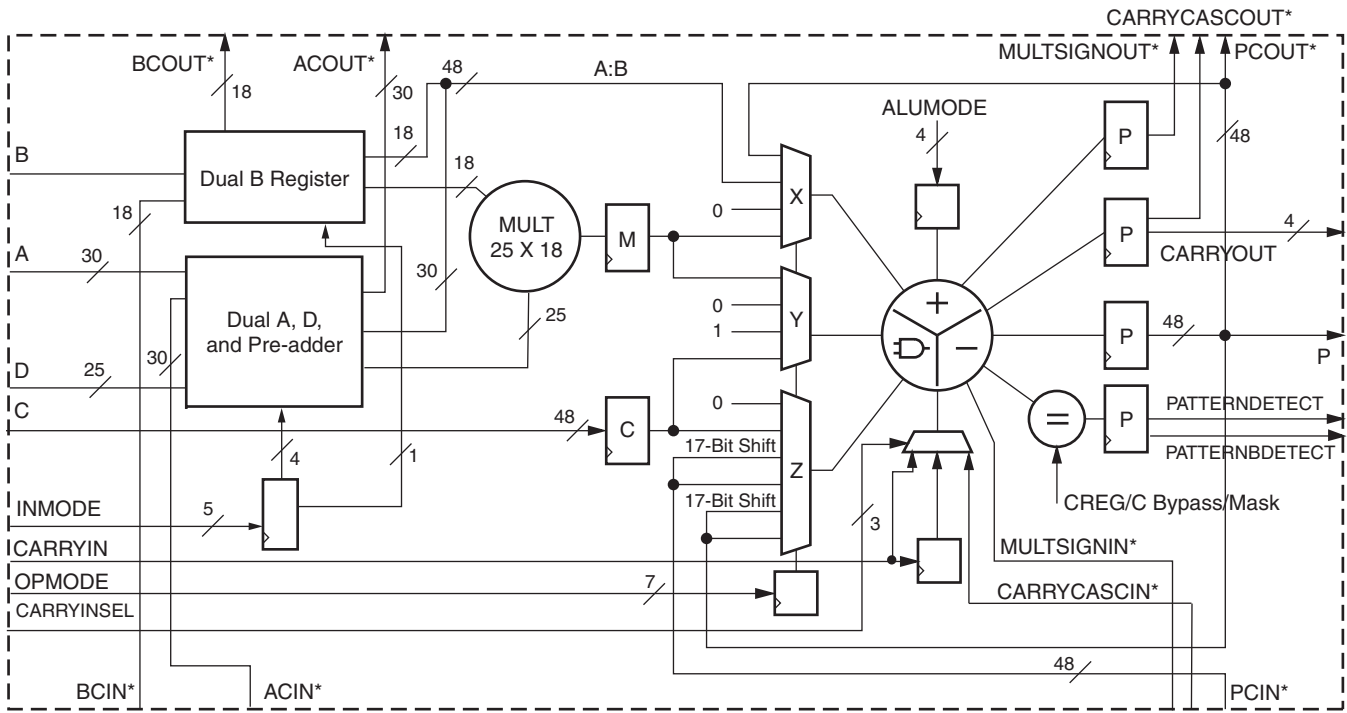 CARRYCASCOUT*
BCOUT*
ACOUT*
MULTSIGNOUT*
PCOUT*
18
30
48
A:B
ALUMODE
4
48
B
Dual B Register
18
18
18
P
X
0
MULT
25 X 18
M
P
4
CARRYOUT
A
30
30
Dual A, D,
and Pre-adder
25
0
1
Y
+
–
P
48
P
30
D
25
C
48
C
0
17-Bit Shift
17-Bit Shift
Z
=
P
PATTERNDETECT
PATTERNBDETECT
4
1
CREG/C Bypass/Mask
INMODE
5
3
CARRYIN
MULTSIGNIN*
OPMODE
7
CARRYCASCIN*
CARRYINSEL
48
BCIN*
ACIN*
PCIN*